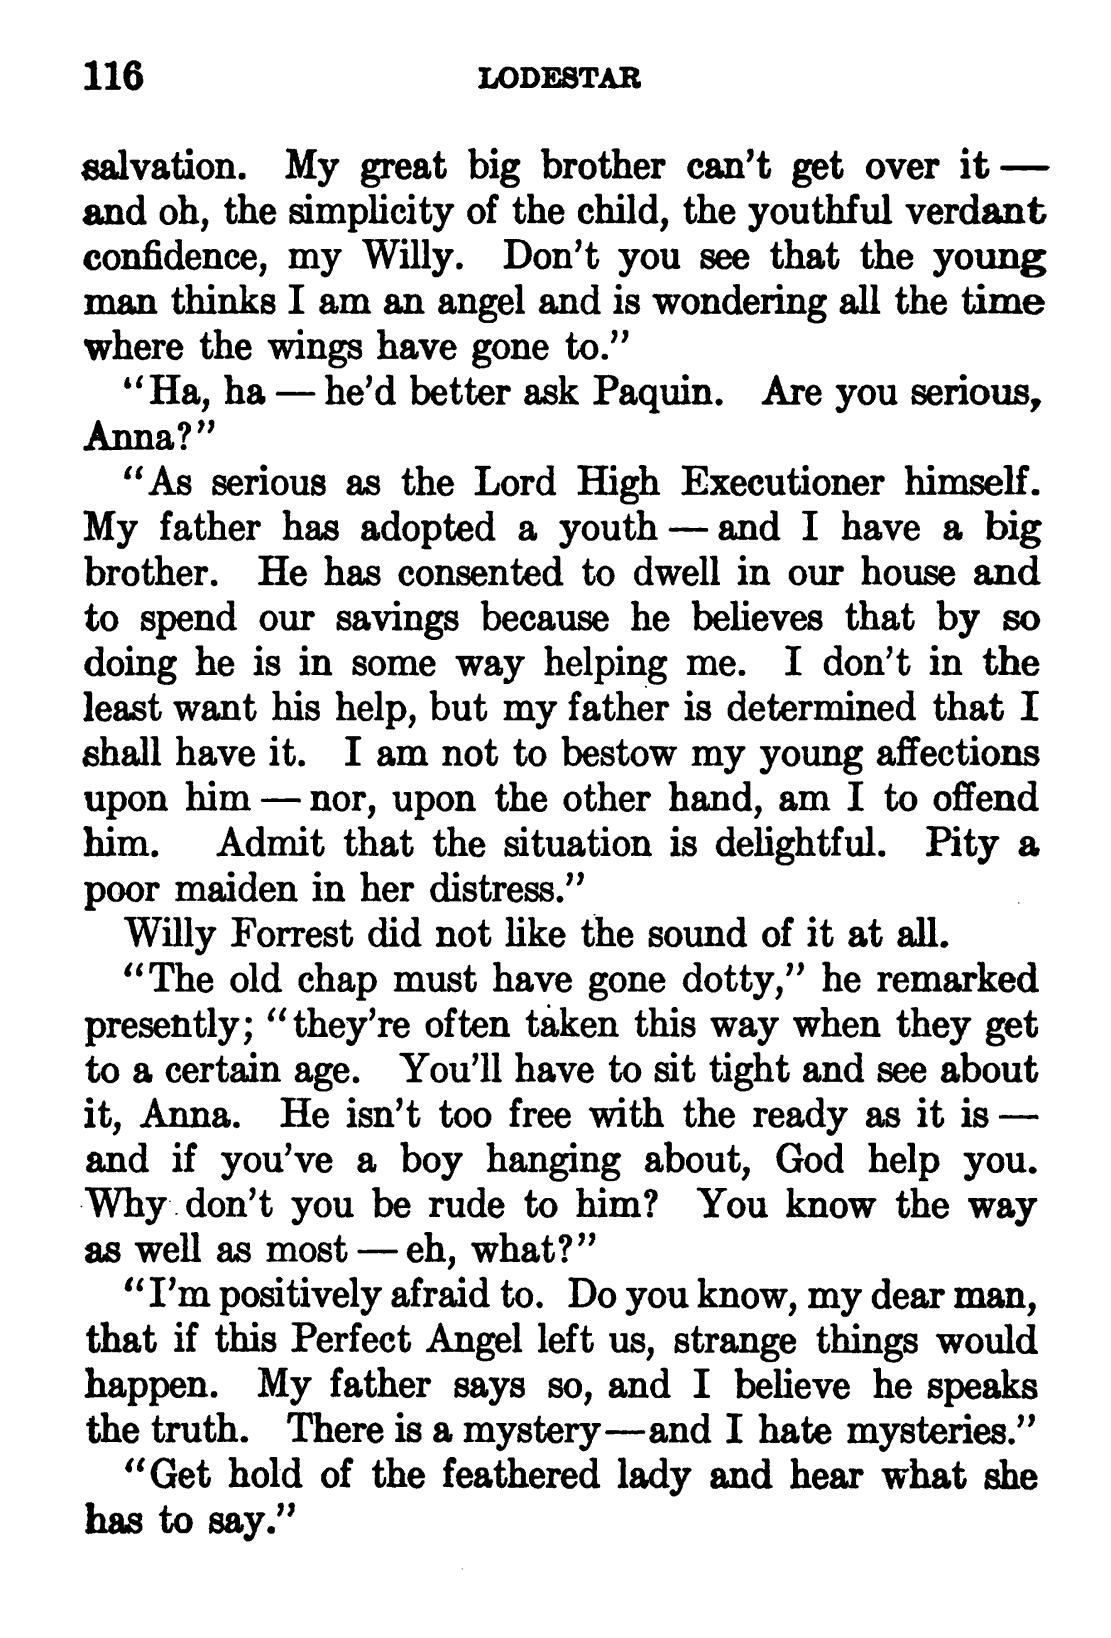 116 LODESTAR
salvation. My great big brother can't get over it —
and oh, the simplicity of the child, the youthful verdant
confidence, my Willy. Don't you see that the young
man thinks I am an angel and is wondering all the time
where the wings have gone to."
"Ha, ha — he'd better ask Paquin. Are you serious,
Anna?"
"As serious as the Lord High Executioner himself.
My father has adopted a youth — and I have a big
brother. He has consented to dwell in our house and
to spend our savings because he believes that by so
doing he is in some way helping me. I don't in the
least want his help, but my father is determined that I
shall have it. I am not to bestow my young affections
upon him — nor, upon the other hand, am I to offend
him. Admit that the situation is delightful. Pity a
poor maiden in her distress."
Willy Forrest did not like the sound of it at all.
"The old chap must have gone dotty," he remarked
presently; "they're often taken this way when they get
to a certain age. You'll have to sit tight and see about
it, Anna. He isn't too free with the ready as it is —
and if you've a boy hanging about, God help you.
Why don't you be rude to him? You know the way
as well as most — eh, what?"
"I'm positively afraid to. Do you know, my dear man,
that if this Perfect Angel left us, strange things would
happen. My father says so, and I believe he speaks
the truth. There is a mystery—and I hate mysteries."
"Get hold of the feathered lady and hear what she
has to say."